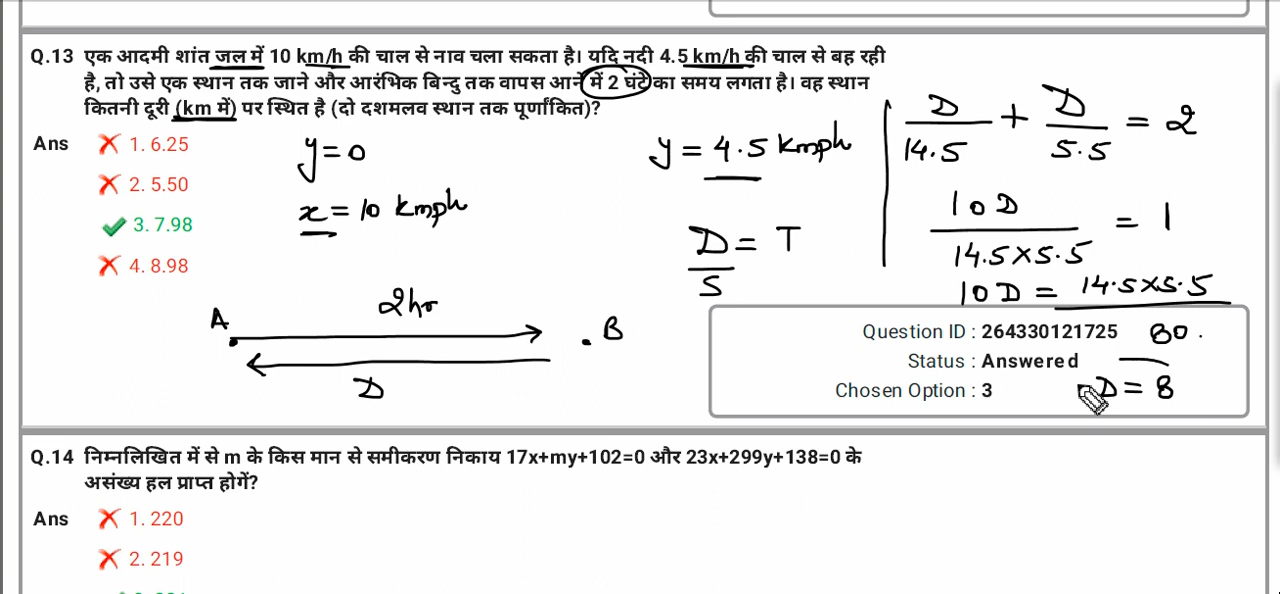 Q.13 एक आदमी शांत जल में 10 km/h की चाल से नाव चला सकता है। यदि नदी 4.5 km/h की चाल से बह रही
है, तो उसे एक स्थान तक जाने और आरंभिक बिन्दु तक वापस आने में 2 घंटे का समय लगता है। वह स्थान
कितनी दूरी (km में) पर स्थित है (दो दशमलव स्थान तक पूर्णांकित)?
Ans 1. 6.25
2. 5.50
3. 7.98
4. 8.98
y = 0
x = 10 kmph
y = 4.5 kmph
D/S = T
D/14.5 + D/5.5 = 2
10D/14.5×5.5 = 1
10D = 14.5×5.5
80.
D = 8
A
2hr
B
D
Question ID : 264330121725
Status : Answered
Chosen Option : 3
Q.14 निम्नलिखित में से m के किस मान से समीकरण निकाय 17x+my+102=0 और 23x+299y+138=0 के
असंख्य हल प्राप्त होगें?
Ans 1. 220
2. 219